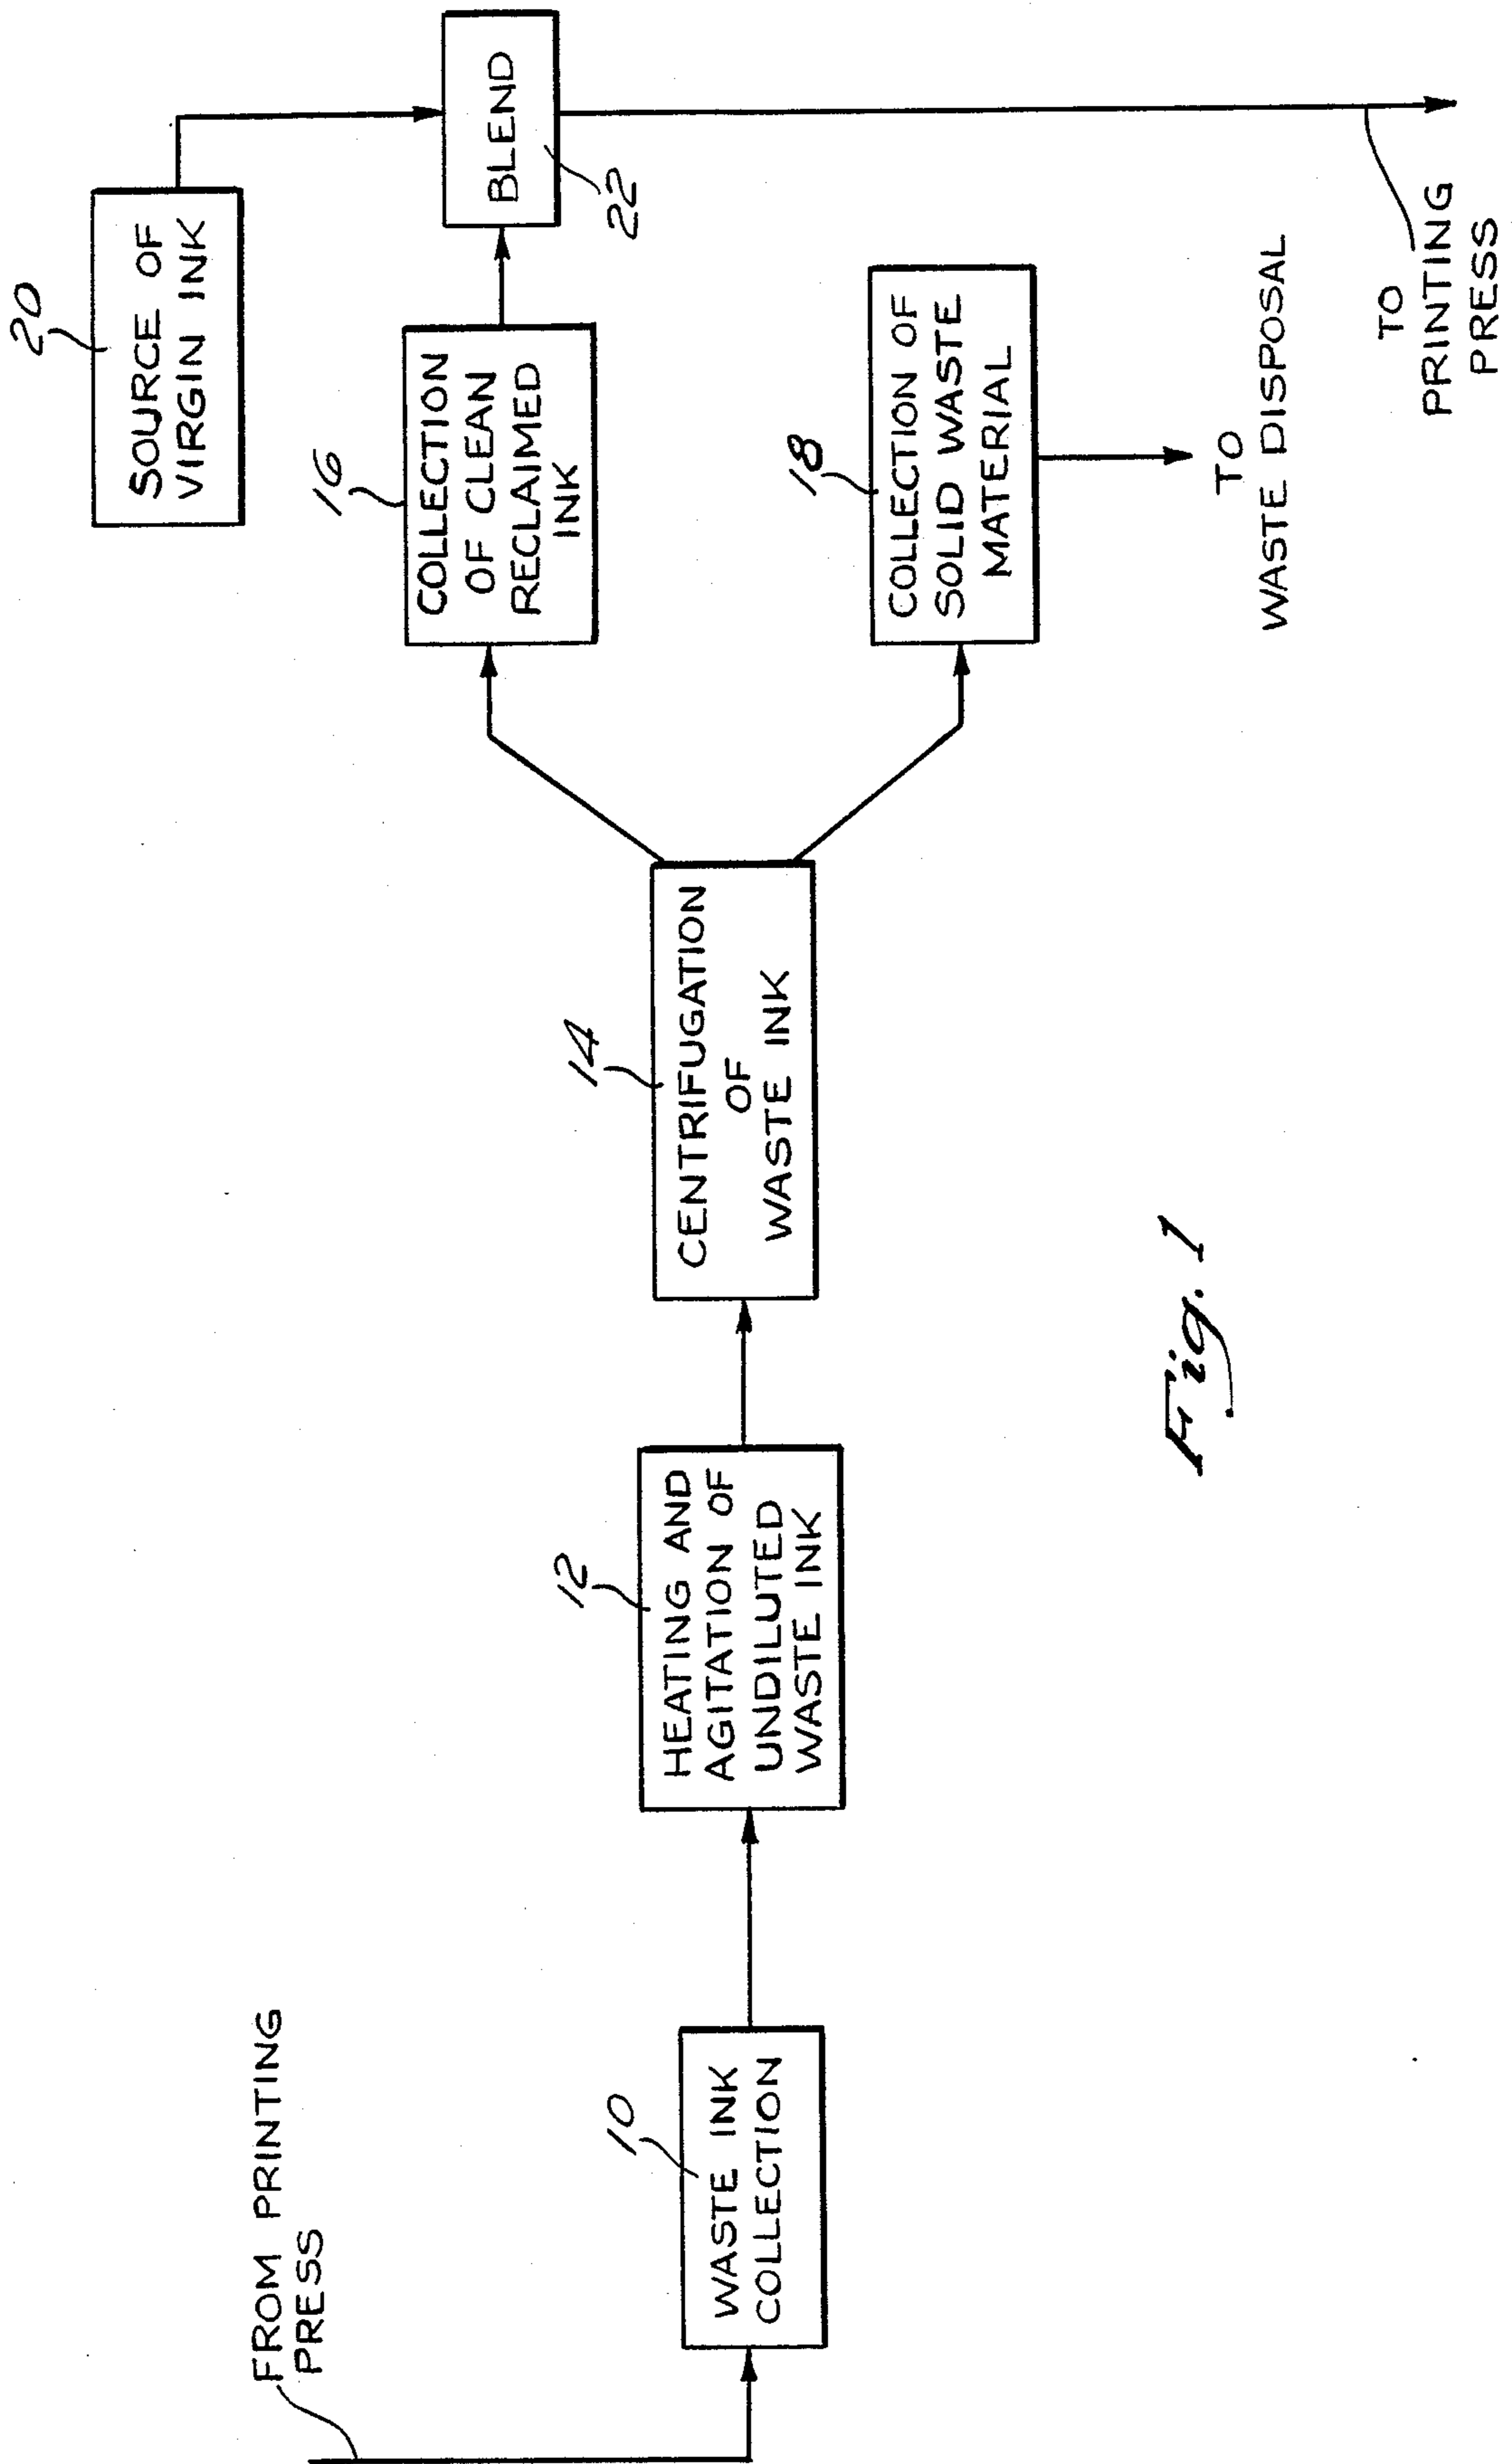 FROM PRINTING
PRESS
10
WASTE INK
COLLECTION
12
HEATING AND
AGITATION OF
UNDILUTED
WASTE INK
14
CENTRIFUGATION
OF
WASTE INK
16
COLLECTION
OF CLEAN
RECLAIMED
INK
18
COLLECTION OF
SOLID WASTE
MATERIAL
TO
WASTE DISPOSAL
20
SOURCE OF
VIRGIN INK
BLEND
22
TO
PRINTING
PRESS
Fig. 1